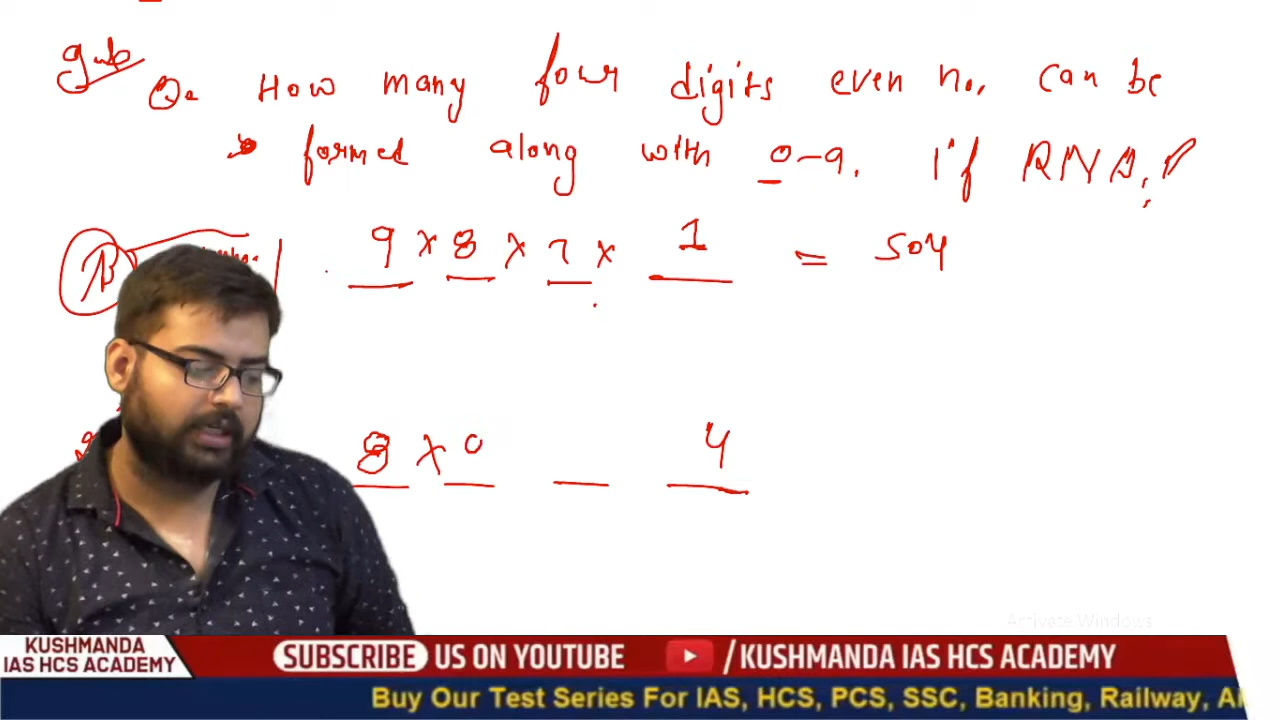 Q. How many four digits even no. can be
formed along with 0-9. if RNA.?
9 x 8 x 7 x 1 = 504
8 x 4
Activate Windows
KUSHMANDA
IAS HCS ACADEMY
SUBSCRIBE US ON YOUTUBE / KUSHMANDA IAS HCS ACADEMY
Buy Our Test Series For IAS, HCS, PCS, SSC, Banking, Railway,